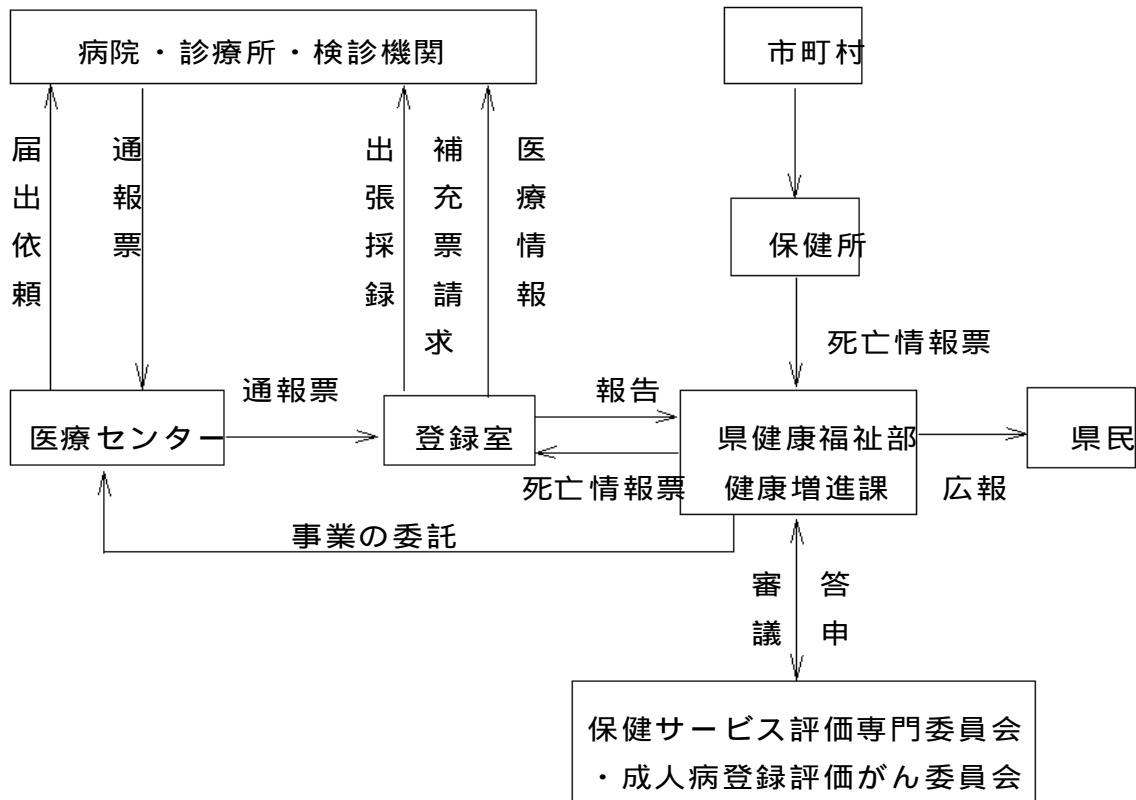 病院・診療所・検診機関
市町村
届出依頼
通報票
出張採録
補充票請求
医療情報
保健所
死亡情報票
通報票
報告
医療センター
登録室
県健康福祉部
健康増進課
県民
死亡情報票
広報
事業の委託
審議
答申
保健サービス評価専門委員会
・成人病登録評価がん委員会